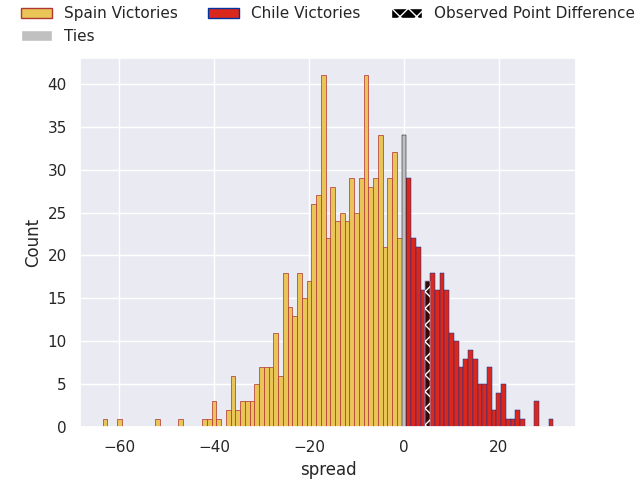 Spain Victories Chile Victories Observed Point Difference
Ties
40
35
30
25
20
15
10
5
0
Count
−60 −40 −20 0 20
spread